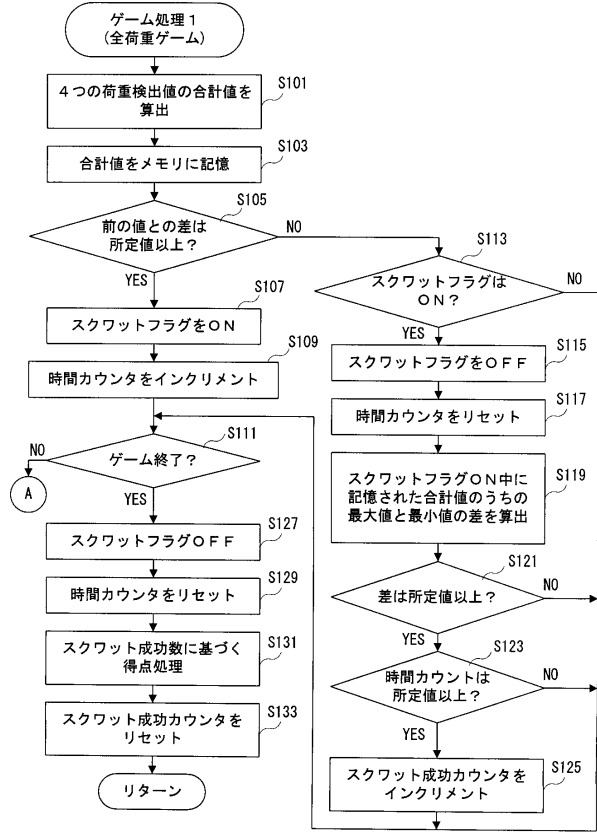 ゲーム処理１
(全荷重ゲーム)
S101
４つの荷重検出値の合計値を
算出
S103
合計値をメモリに記憶
S105
前の値との差は
所定値以上？
NO
YES
S107
スクワットフラグをＯＮ
S109
時間カウンタをインクリメント
S111
ゲーム終了？
NO
A
YES
S127
スクワットフラグＯＦＦ
S129
時間カウンタをリセット
S131
スクワット成功数に基づく
得点処理
S133
スクワット成功カウンタを
リセット
リターン
S113
スクワットフラグは
ＯＮ？
NO
YES
S115
スクワットフラグをＯＦＦ
S117
時間カウンタをリセット
S119
スクワットフラグＯＮ中に
記憶された合計値のうちの
最大値と最小値の差を算出
S121
差は所定値以上？
NO
YES
S123
時間カウントは
所定値以上？
NO
YES
S125
スクワット成功カウンタを
インクリメント